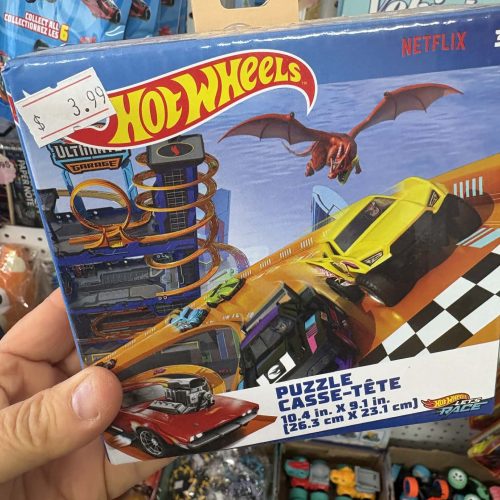 COLLECT ALL
COLLECTIONNEZ LES 6
NETFLIX
$ 3.99
HOT WHEELS
ULTIMATE
GARAGE
PUZZLE
CASSE-TÊTE
10.4 in. X 9.1 in.
(26.3 cm X 23.1 cm)
HOT WHEELS
LET'S
RACE